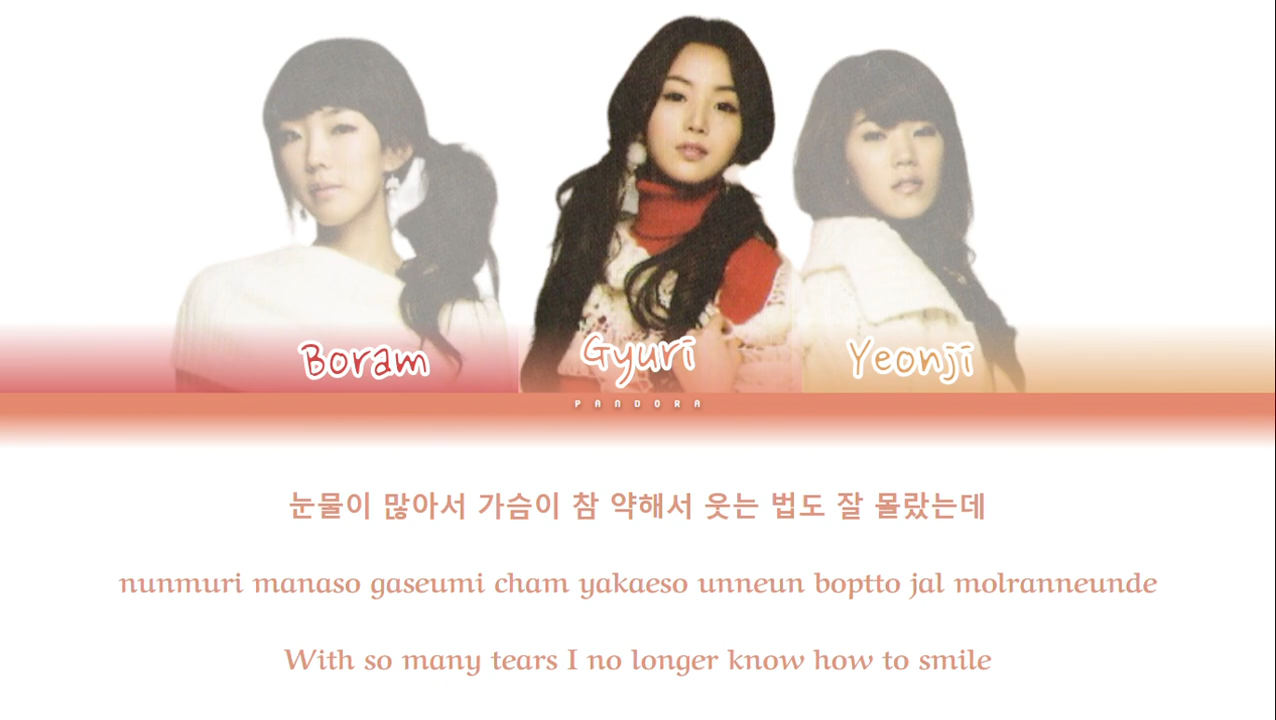 Boram
Gyuri
Yeonji
PANDORA
눈물이 많아서 가슴이 참 약해서 웃는 법도 잘 몰랐는데
nunmuri manaso gaseumi cham yakaeso unneun boptto jal molranneunde
With so many tears I no longer know how to smile